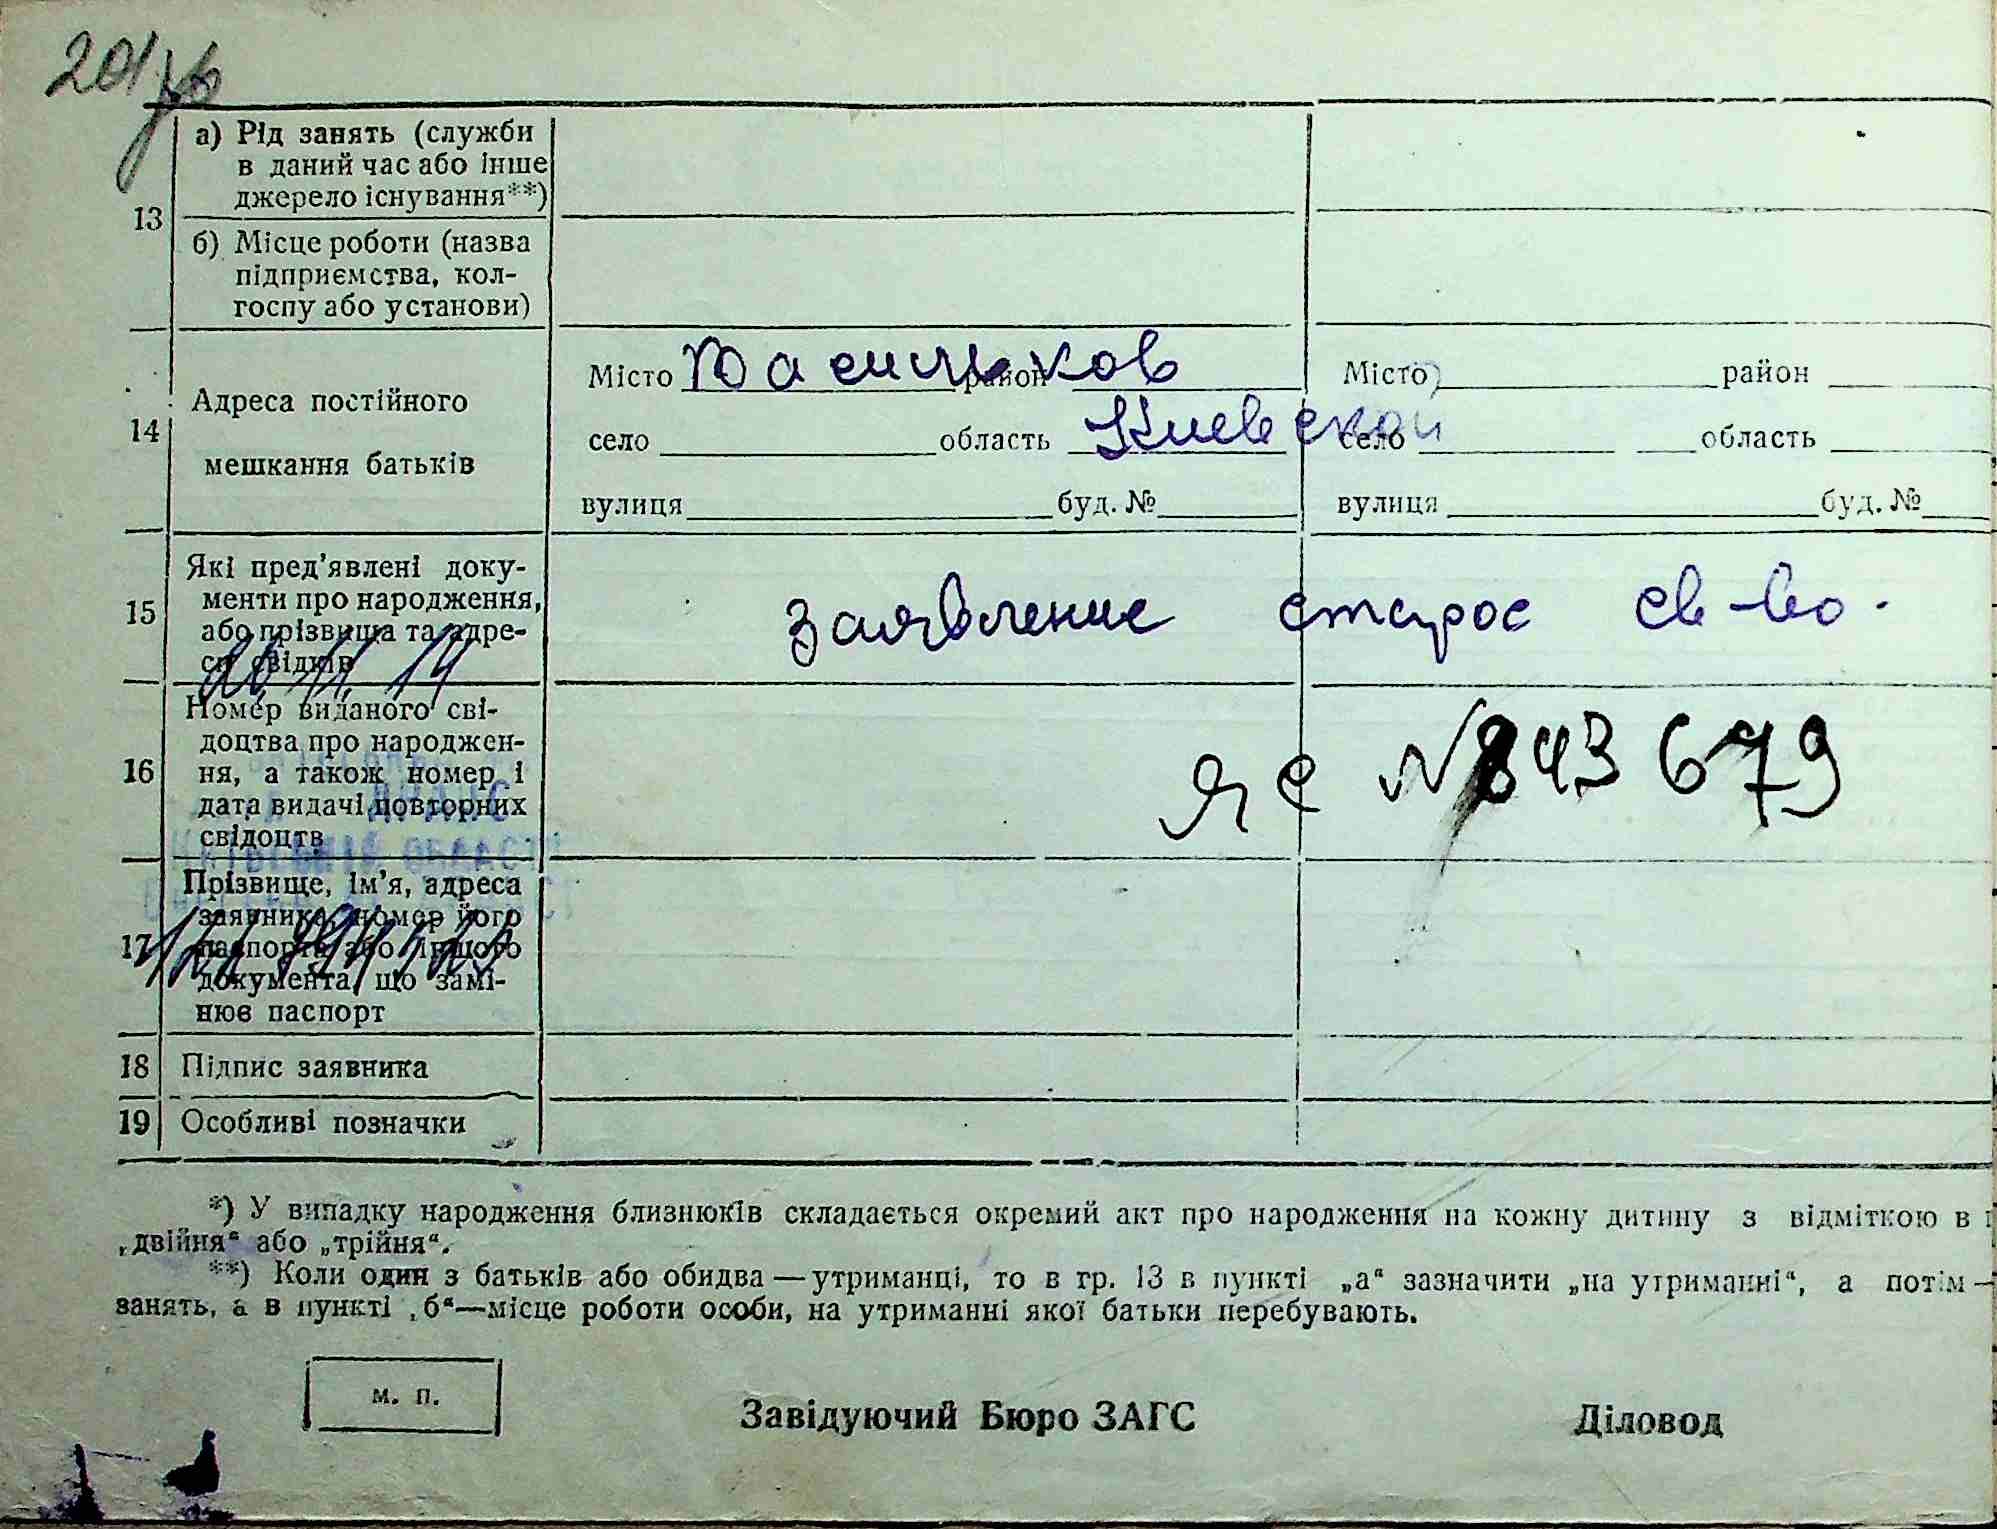 а) Рід занять (служби
в даний час або інше
джерело існування**)
13
б) Місце роботи (назва
підприємства, кол-
госпу або установи)
14
Адреса постійного
мешкання батьків
Місто Васильков район
село область Киевской
вулиця буд. №
Місто район
село область
вулиця буд. №
15
Які пред’явлені доку-
менти про народження,
або прізвища та адре-
си свідків
заявление старое св-во.
16
Номер виданого сві-
доцтва про народжен-
ня, а також номер і
дата видачі повторних
свідоцтв
ЯС № 843679
17
Прізвище, ім’я, адреса
заявника, номер його
паспорта або іншого
документа, що замі-
нює паспорт
18 Підпис заявника
19 Особливі позначки
*) У випадку народження близнюків складається окремий акт про народження на кожну дитину з відміткою в
„двійня“ або „трійня“.
**) Коли один з батьків або обидва — утриманці, то в гр. 13 в пункті „а“ зазначити „на утриманні“, а потім —
занять, а в пункті „б“—місце роботи особи, на утриманні якої батьки перебувають.
м. п.
Завідуючий Бюро ЗАГС Діловод